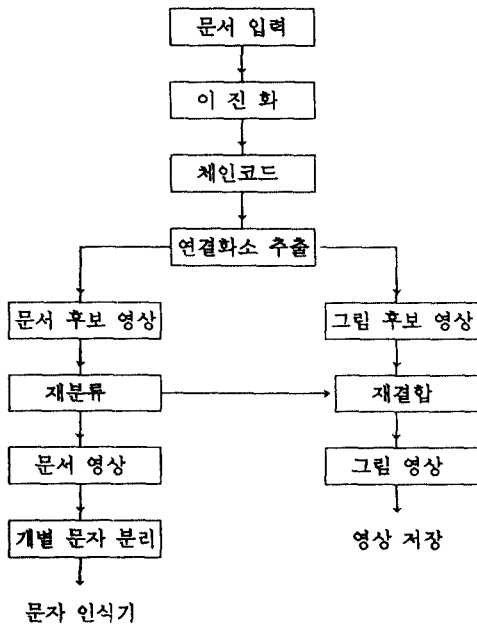 문서 입력
이 진 화
체인코드
연결화소 추출
문서 후보 영상
그림 후보 영상
재분류
재결합
문서 영상
그림 영상
개별 문자 분리
영상 저장
문자 인식기